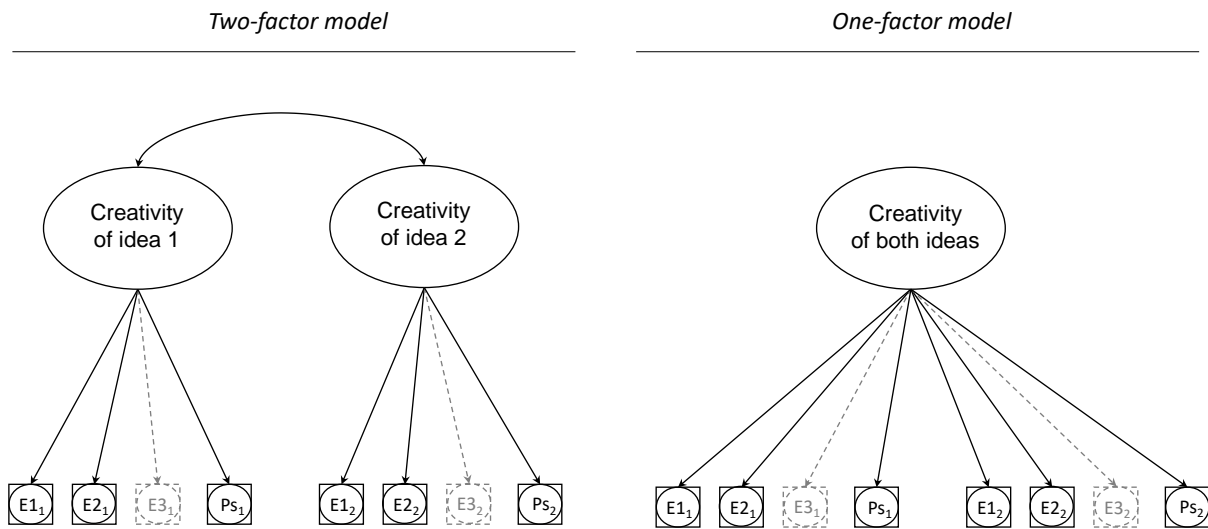 Two-factor model
One-factor model
Creativity
of idea 1
Creativity
of idea 2
Creativity
of both ideas
E1₁ E2₁ E3₁ Ps₁ E1₂ E2₂ E3₂ Ps₂
E1₁ E2₁ E3₁ Ps₁ E1₂ E2₂ E3₂ Ps₂